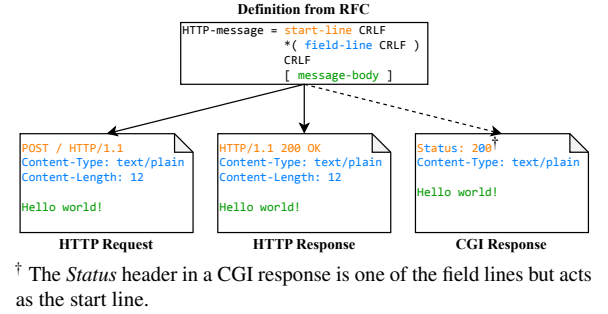 Definition from RFC
HTTP-message = start-line CRLF
*( field-line CRLF )
CRLF
[ message-body ]
POST / HTTP/1.1
Content-Type: text/plain
Content-Length: 12
Hello world!
HTTP Request
HTTP/1.1 200 OK
Content-Type: text/plain
Content-Length: 12
Hello world!
HTTP Response
Status: 200†
Content-Type: text/plain
Hello world!
CGI Response
† The Status header in a CGI response is one of the field lines but acts
as the start line.